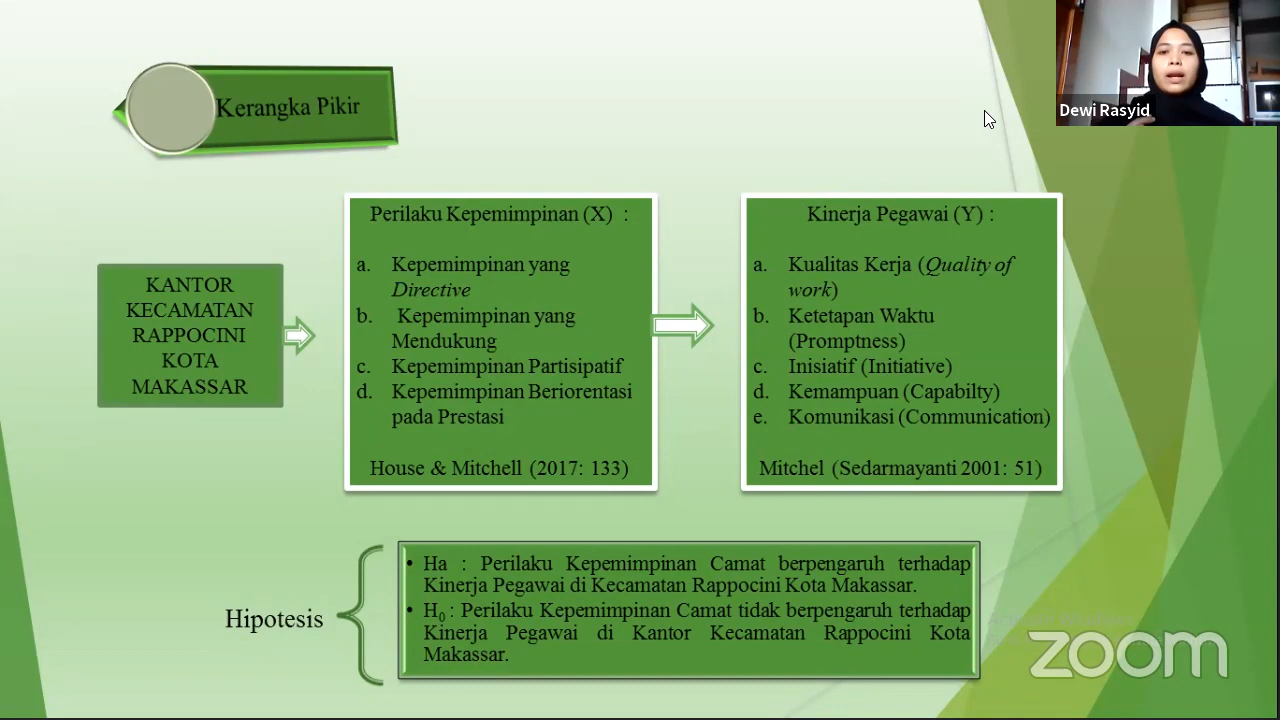 Dewi Rasyid
Kerangka Pikir
KANTOR
KECAMATAN
RAPPOCINI
KOTA
MAKASSAR
Perilaku Kepemimpinan (X) :
a. Kepemimpinan yang
Directive
b. Kepemimpinan yang
Mendukung
c. Kepemimpinan Partisipatif
d. Kepemimpinan Beriorentasi
pada Prestasi
House & Mitchell (2017: 133)
Kinerja Pegawai (Y) :
a. Kualitas Kerja (Quality of
work)
b. Ketetapan Waktu
(Promptness)
c. Inisiatif (Initiative)
d. Kemampuan (Capabilty)
e. Komunikasi (Communication)
Mitchel (Sedarmayanti 2001: 51)
Hipotesis
• Ha : Perilaku Kepemimpinan Camat berpengaruh terhadap
Kinerja Pegawai di Kecamatan Rappocini Kota Makassar.
• H0 : Perilaku Kepemimpinan Camat tidak berpengaruh terhadap
Kinerja Pegawai di Kantor Kecamatan Rappocini Kota
Makassar.
zoom